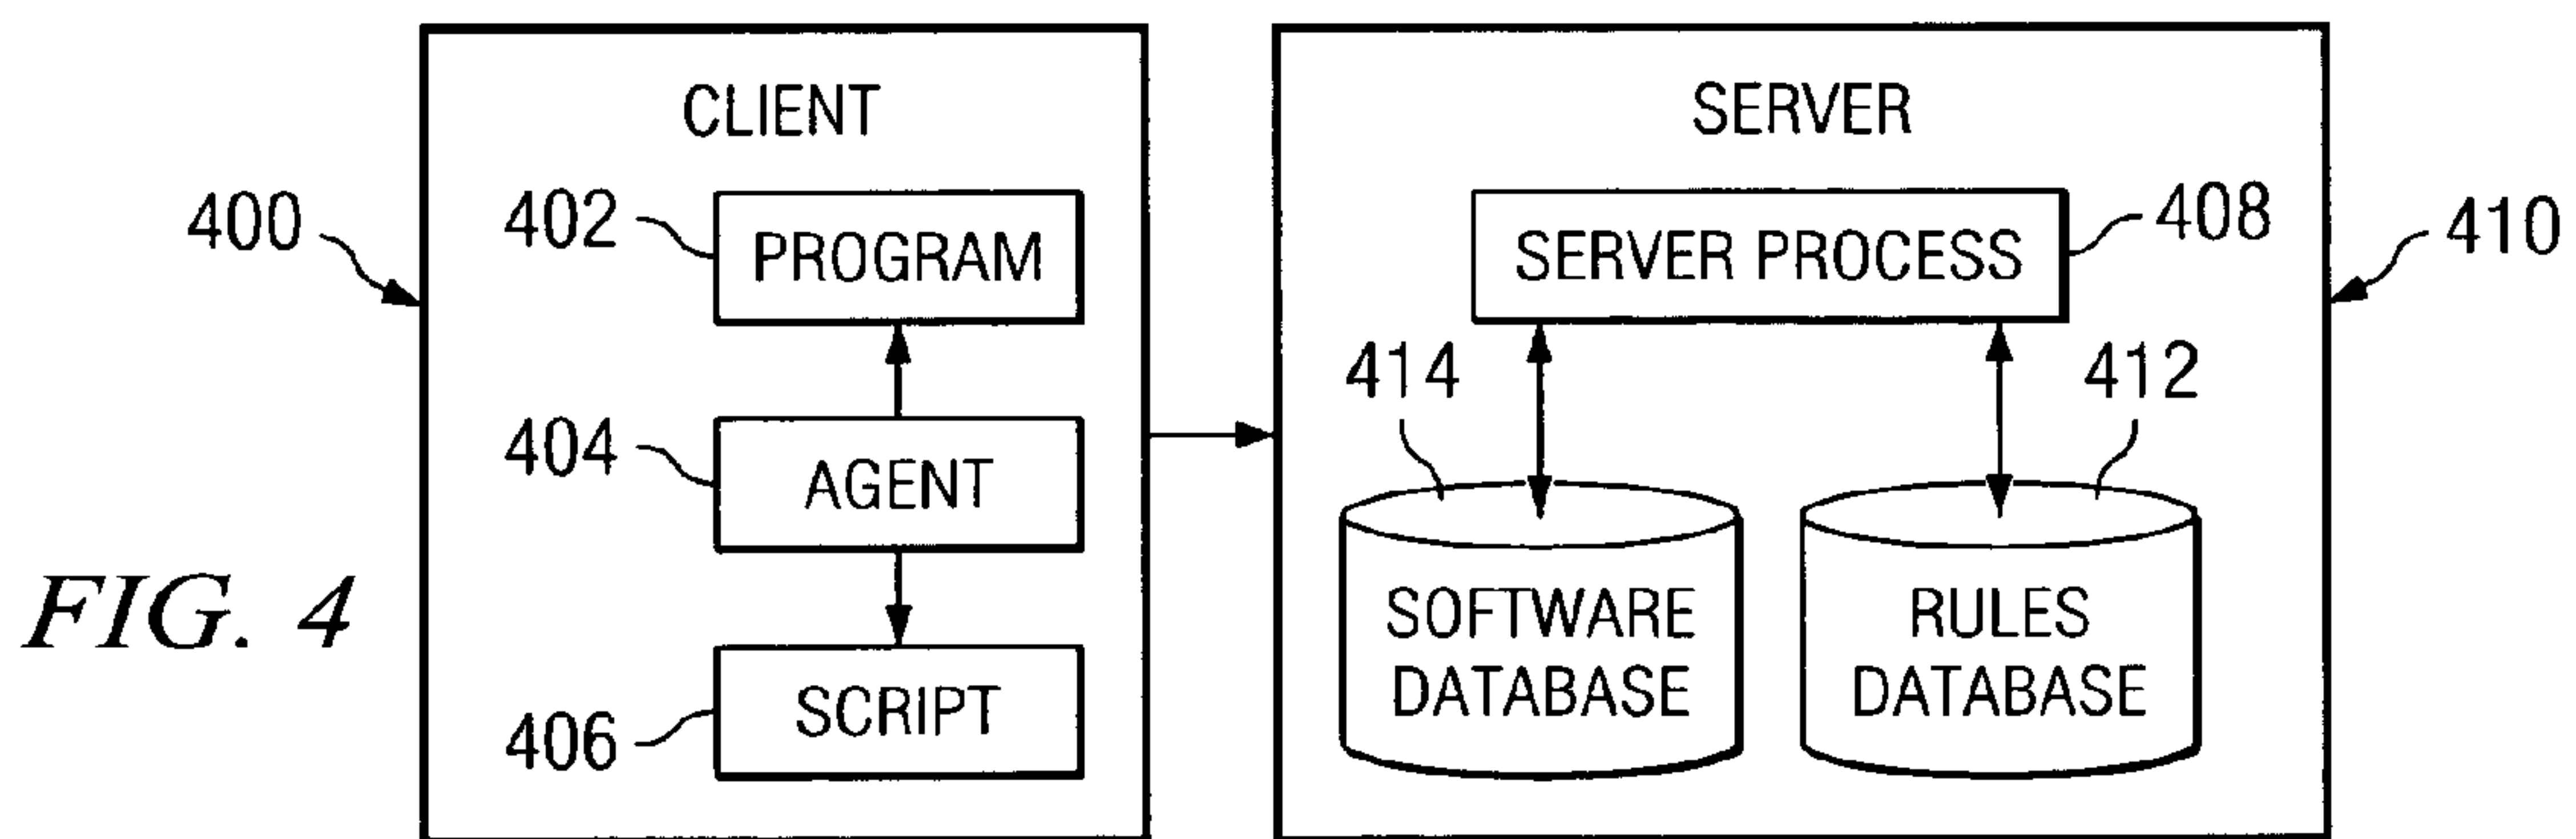 CLIENT
400
402
PROGRAM
404
AGENT
406
SCRIPT
SERVER
SERVER PROCESS
408
410
414
412
SOFTWARE
DATABASE
RULES
DATABASE
FIG. 4